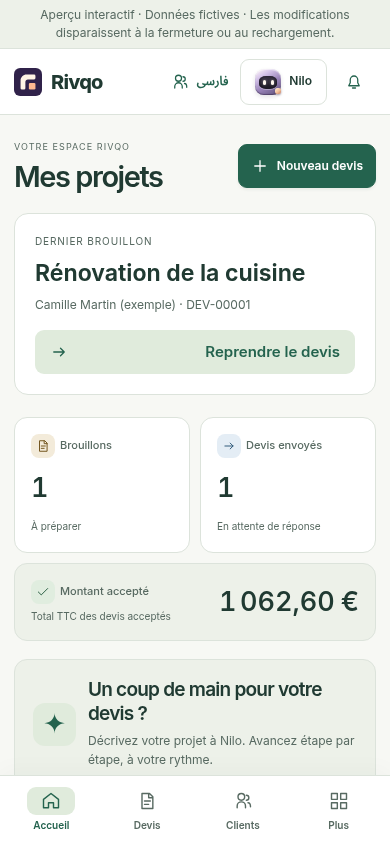 Aperçu interactif · Données fictives · Les modifications
disparaissent à la fermeture ou au rechargement.
Rivqo
فارسی
Nilo
VOTRE ESPACE RIVQO
Mes projets
Nouveau devis
DERNIER BROUILLON
Rénovation de la cuisine
Camille Martin (exemple) · DEV-00001
Reprendre le devis
Brouillons
1
À préparer
Devis envoyés
1
En attente de réponse
Montant accepté
Total TTC des devis acceptés
1 062,60 €
Un coup de main pour votre
devis ?
Décrivez votre projet à Nilo. Avancez étape par
étape, à votre rythme.
Accueil
Devis
Clients
Plus